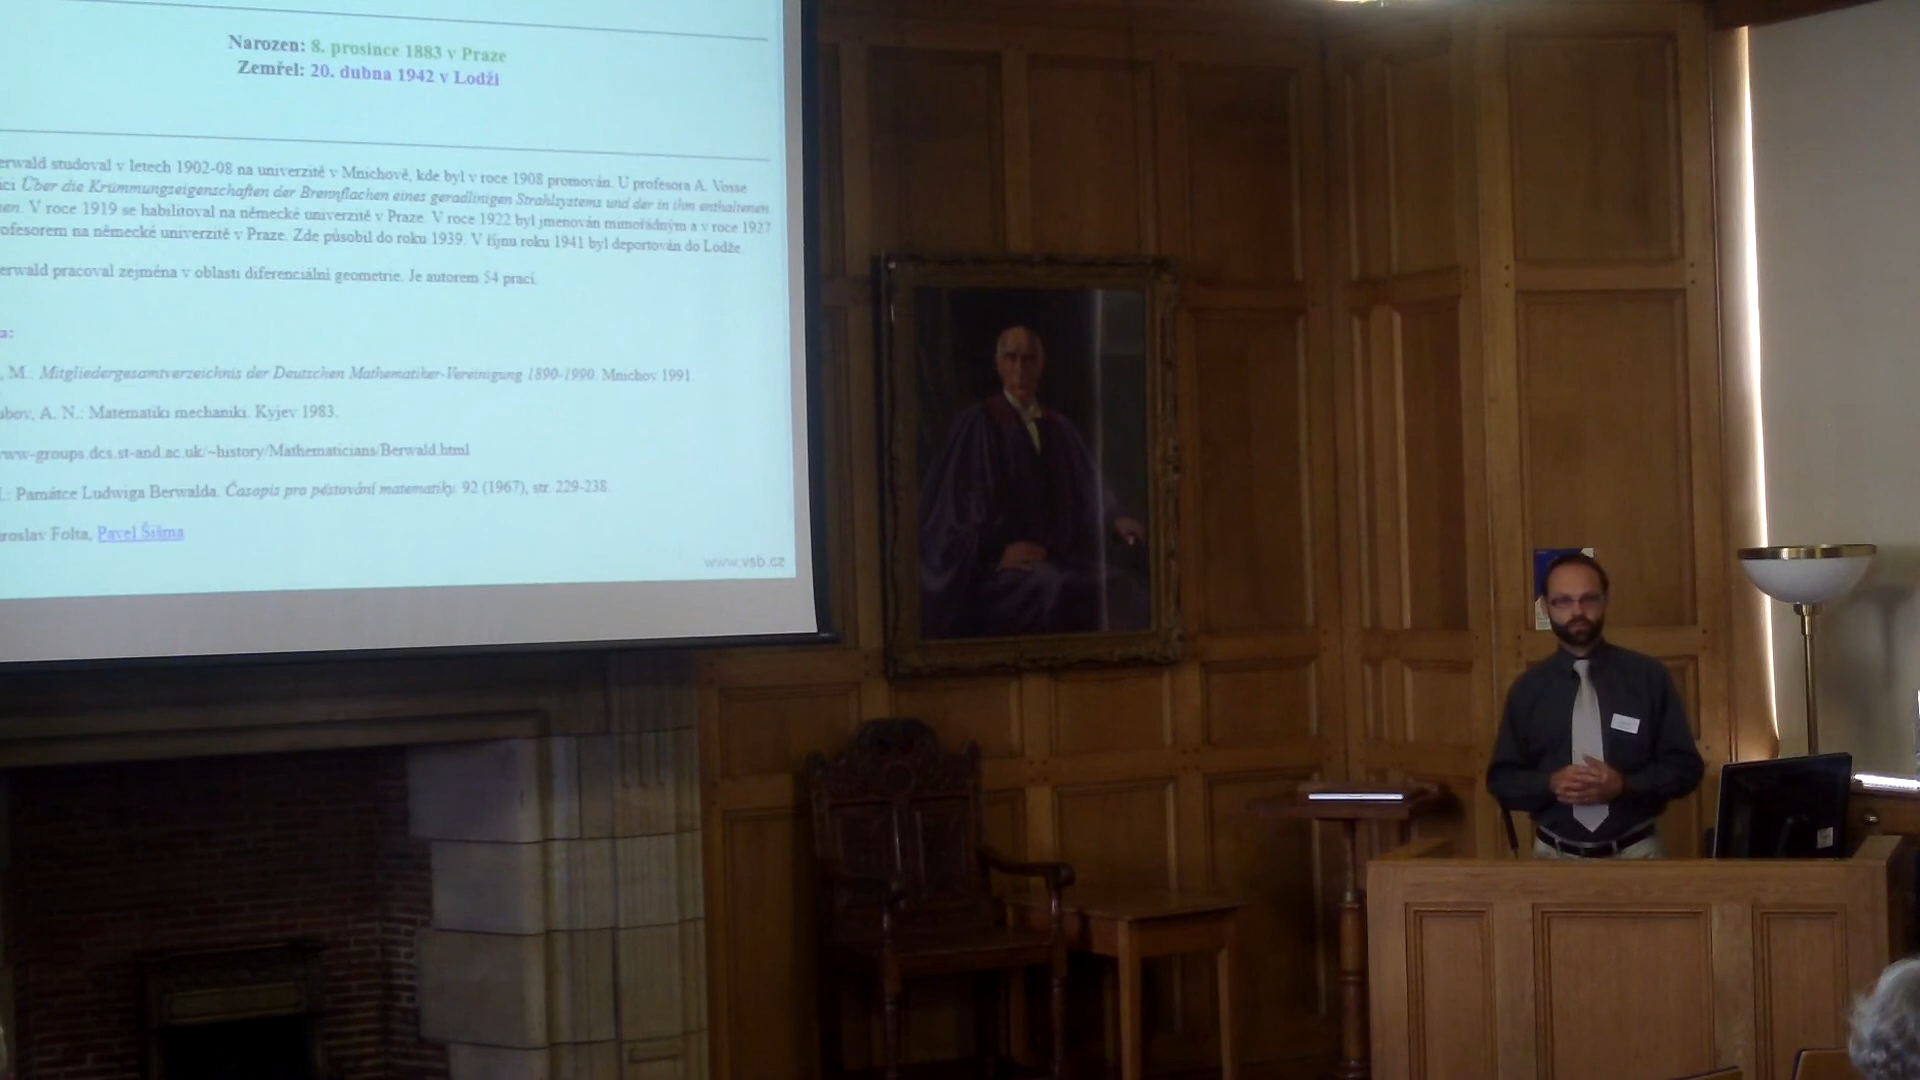 Narozen: 8. prosince 1883 v Praze
Zemřel: 20. dubna 1942 v Lodži
erwald studoval v letech 1902-08 na univerzitě v Mnichově, kde byl v roce 1908 promován. U profesora A. Vosse
ci Über die Krümmungseigenschaften der Brennflachen eines geradlinigen Strahlsystems und der in ihm enthaltenen
en. V roce 1919 se habilitoval na německé univerzitě v Praze. V roce 1922 byl jmenován mimořádným a v roce 1927
ofesorem na německé univerzitě v Praze. Zde působil do roku 1939. V říjnu roku 1941 byl deportován do Lodže.
erwald pracoval zejména v oblasti diferenciální geometrie. Je autorem 54 prací.
a:
, M.: Mitgliedergesamtverzeichnis der Deutschen Mathematiker-Vereinigung 1890-1990. Mnichov 1991.
ubov, A. N.: Matematiki mechaniki. Kyjev 1983.
ww-groups.dcs.st-and.ac.uk/~history/Mathematicians/Berwald.html
.: Památce Ludwiga Berwalda. Časopis pro pěstování matematiky. 92 (1967), str. 229-238.
roslav Folta, Pavel Šišma
www.vsb.cz